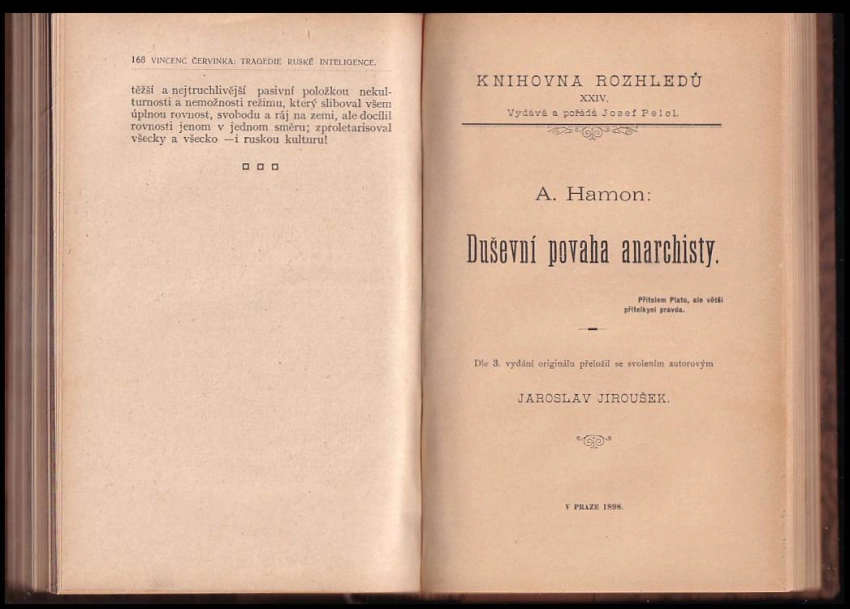 168 VINCENC ČERVINKA: TRAGEDIE RUSKÉ INTELIGENCE.
těžší a nejtruchlivější pasivní položkou nekul-
turnosti a nemožnosti režimu, který sliboval všem
úplnou rovnost, svobodu a ráj na zemi, ale docílil
rovnosti jenom v jednom směru; zproletarisoval
všecky a všecko —i ruskou kulturu!
KNIHOVNA ROZHLEDŮ
XXIV.
Vydává a pořádá Josef Pelcl.
A. Hamon:
Duševní povaha anarchisty.
Přítelem Plato, ale větší
přítelkyní pravda.
Dle 3. vydání originálu přeložil se svolením autorovým
JAROSLAV JIROUŠEK.
V PRAZE 1898.